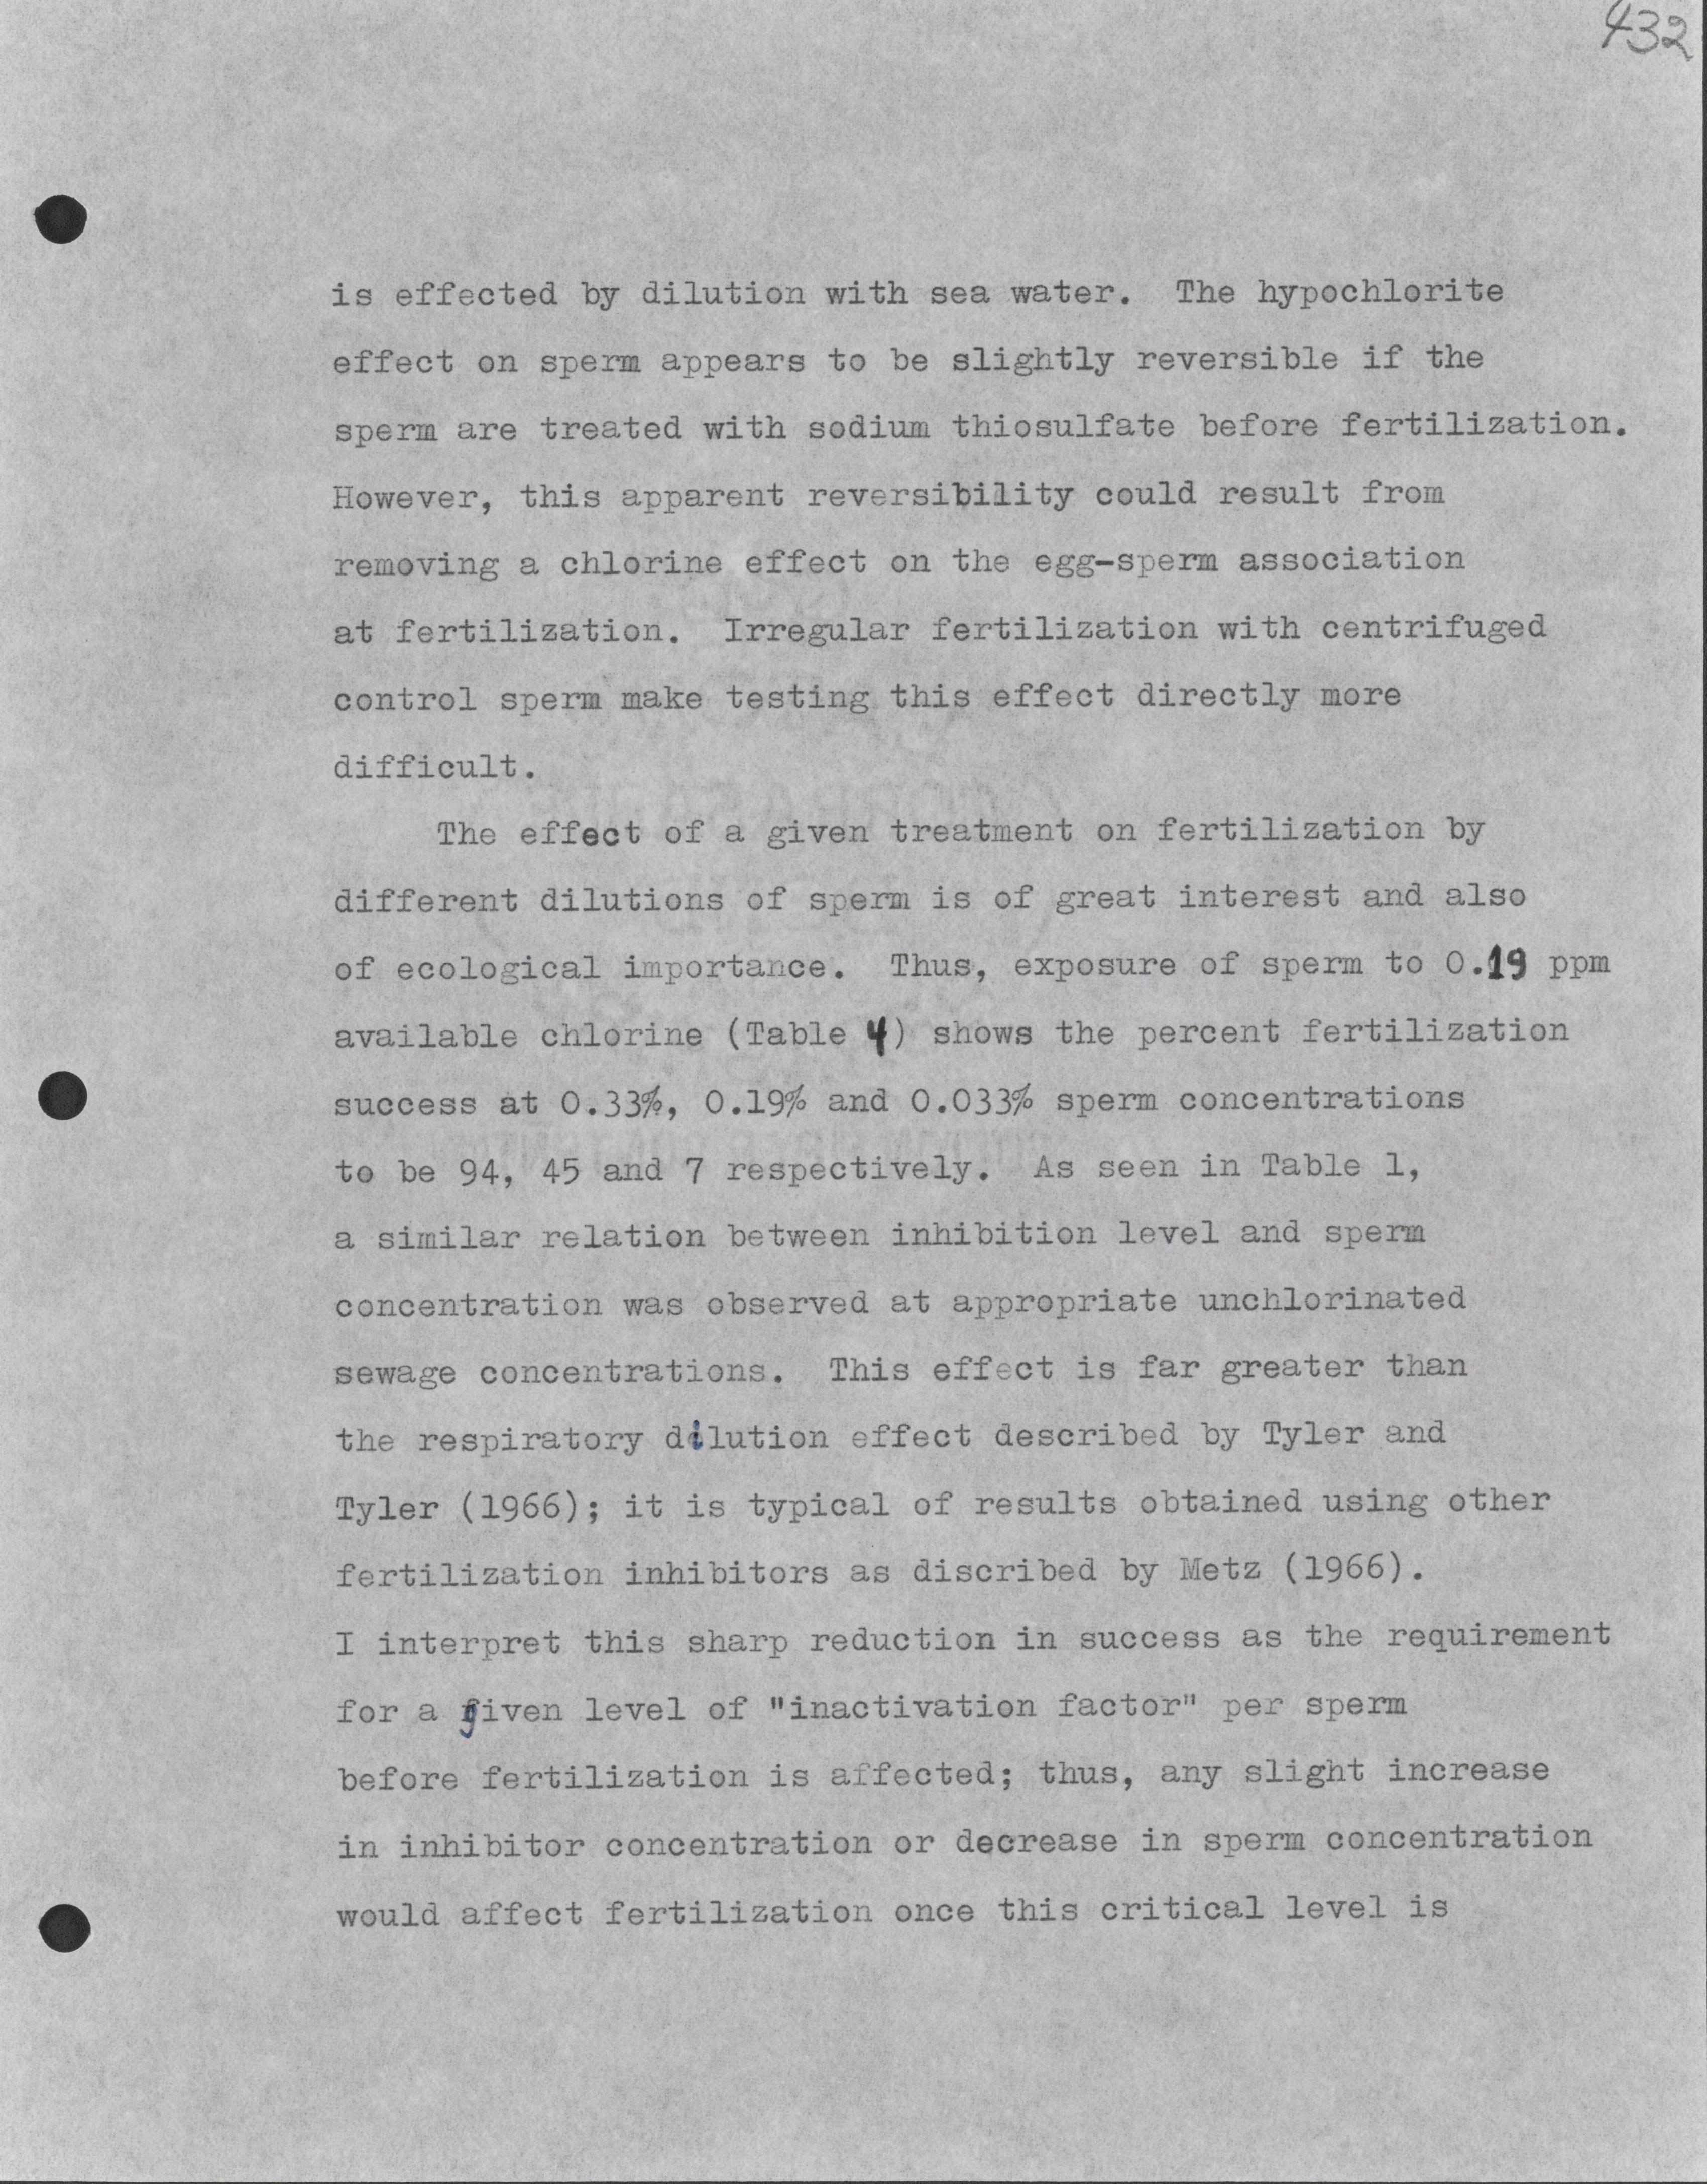 432
is effected by dilution with sea water. The hypochlorite
effect on sperm appears to be slightly reversible if the
sperm are treated with sodium thiosulfate before fertilization.
However, this apparent reversibility could result from
removing a chlorine effect on the egg-sperm association
at fertilization. Irregular fertilization with centrifuged
control sperm make testing this effect directly more
difficult.
The effect of a given treatment on fertilization by
different dilutions of sperm is of great interest and also
of ecological importance. Thus, exposure of sperm to 0.19 ppm
available chlorine (Table 4) shows the percent fertilization
success at 0.33%, 0.19% and 0.033% sperm concentrations
to be 94, 45 and 7 respectively. As seen in Table 1,
a similar relation between inhibition level and sperm
concentration was observed at appropriate unchlorinated
sewage concentrations. This effect is far greater than
the respiratory dilution effect described by Tyler and
Tyler (1966); it is typical of results obtained using other
fertilization inhibitors as discribed by Metz (1966).
I interpret this sharp reduction in success as the requirement
for a given level of "inactivation factor" per sperm
before fertilization is affected; thus, any slight increase
in inhibitor concentration or decrease in sperm concentration
would affect fertilization once this critical level is